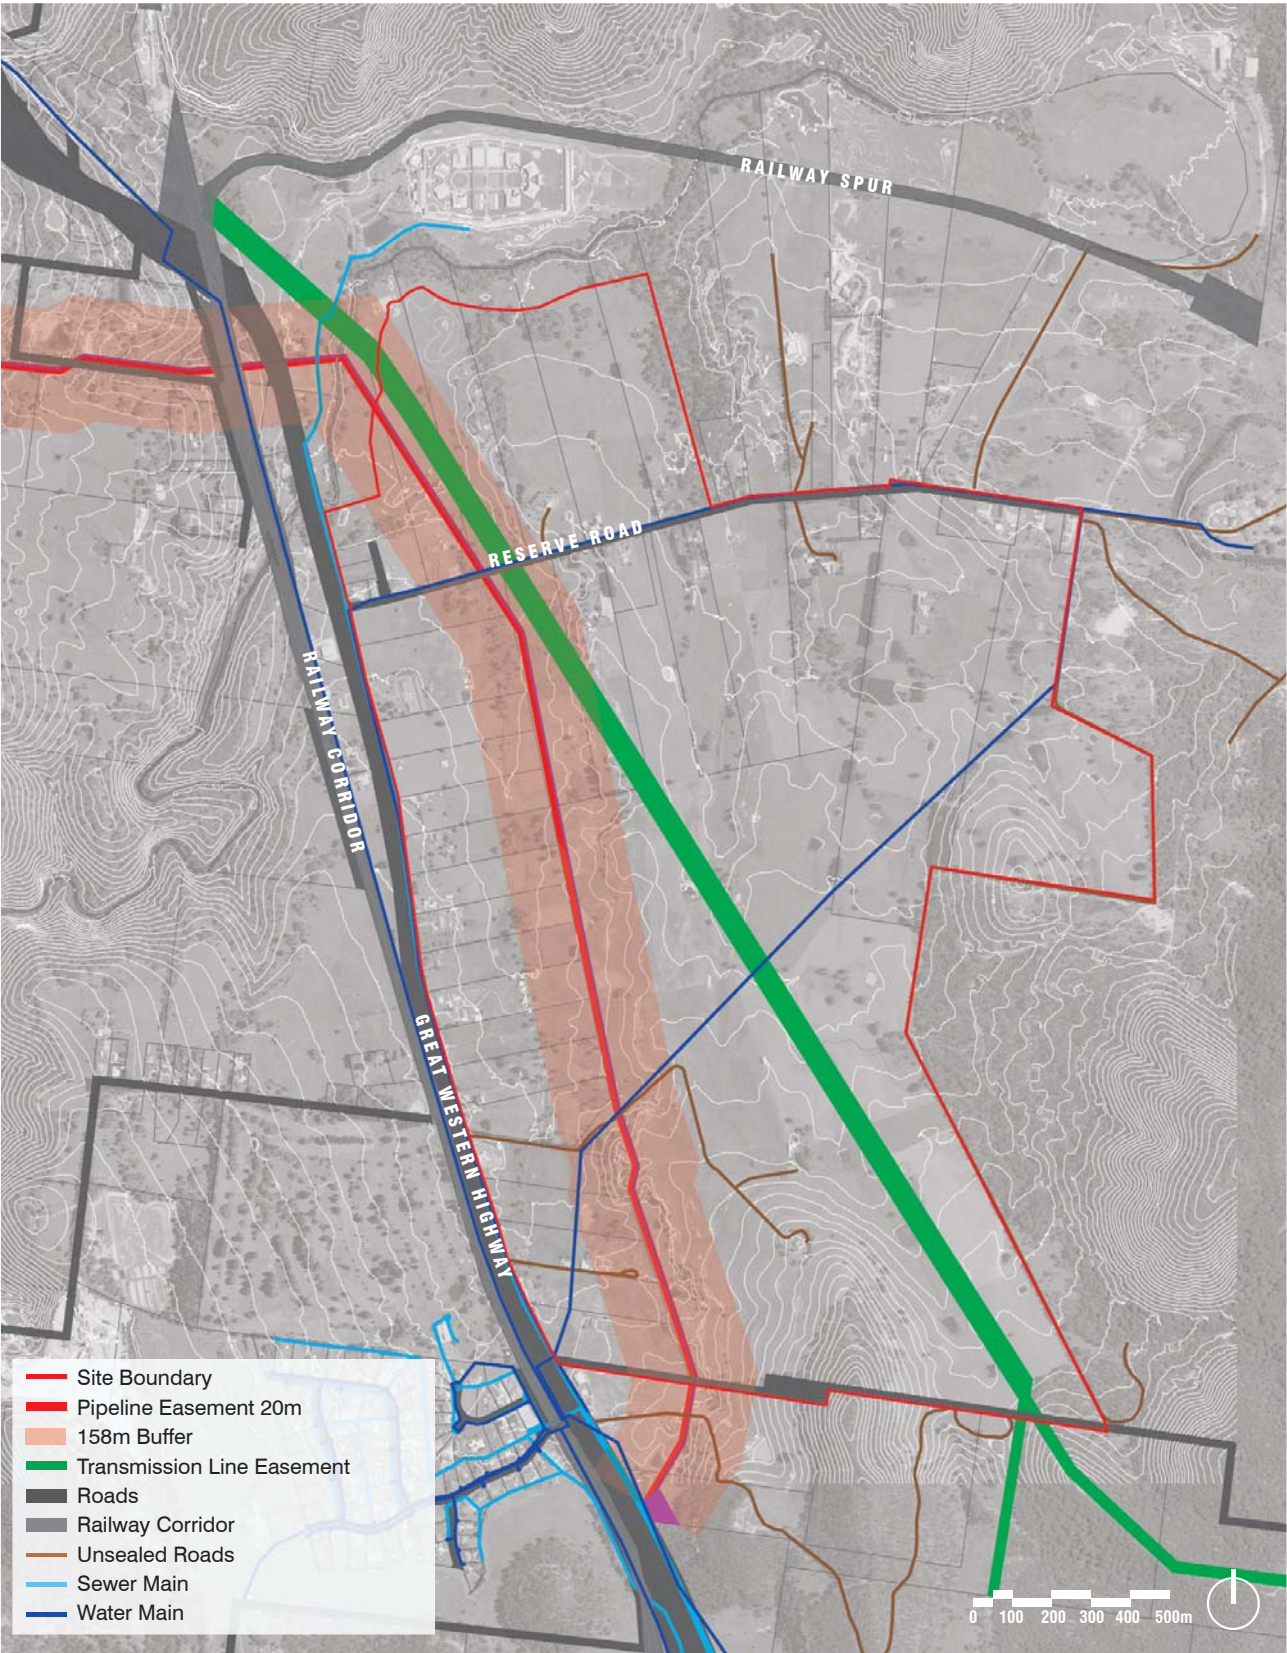 RAILWAY SPUR
RESERVE ROAD
RAILWAY CORRIDOR
GREAT WESTERN HIGHWAY
Site Boundary
Pipeline Easement 20m
158m Buffer
Transmission Line Easement
Roads
Railway Corridor
Unsealed Roads
Sewer Main
Water Main
0 100 200 300 400 500m